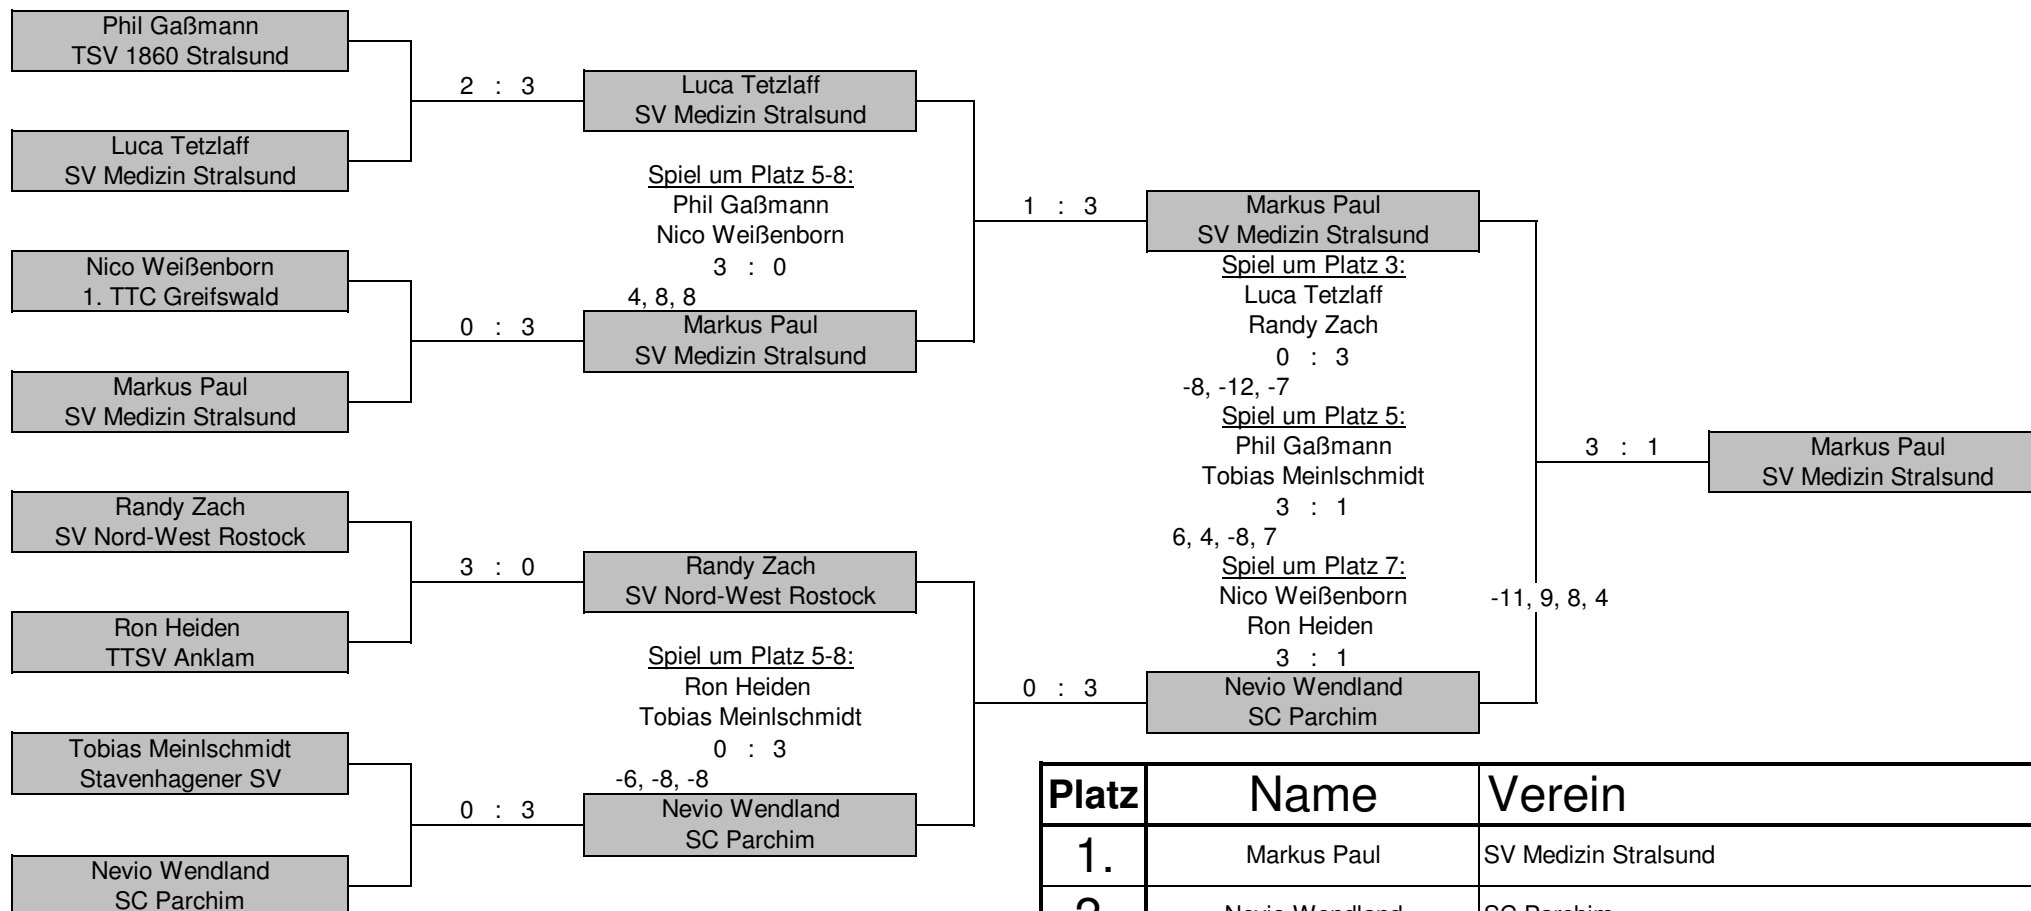 Phil Gaßmann
TSV 1860 Stralsund
2 : 3
Luca Tetzlaff
SV Medizin Stralsund
Luca Tetzlaff
SV Medizin Stralsund
Spiel um Platz 5-8:
Phil Gaßmann
Nico Weißenborn
3 : 0
4, 8, 8
1 : 3
Markus Paul
SV Medizin Stralsund
Nico Weißenborn
1. TTC Greifswald
0 : 3
Markus Paul
SV Medizin Stralsund
Markus Paul
SV Medizin Stralsund
Spiel um Platz 3:
Luca Tetzlaff
Randy Zach
0 : 3
-8, -12, -7
Spiel um Platz 5:
Phil Gaßmann
Tobias Meinlschmidt
3 : 1
6, 4, -8, 7
Spiel um Platz 7:
Nico Weißenborn
Ron Heiden
3 : 1
3 : 1
Markus Paul
SV Medizin Stralsund
-11, 9, 8, 4
Randy Zach
SV Nord-West Rostock
3 : 0
Randy Zach
SV Nord-West Rostock
Ron Heiden
TTSV Anklam
Spiel um Platz 5-8:
Ron Heiden
Tobias Meinlschmidt
0 : 3
-6, -8, -8
0 : 3
Nevio Wendland
SC Parchim
Tobias Meinlschmidt
Stavenhagener SV
0 : 3
Nevio Wendland
SC Parchim
Nevio Wendland
SC Parchim
Platz Name Verein
1. Markus Paul SV Medizin Stralsund
2. Nevio Wendland SC Parchim